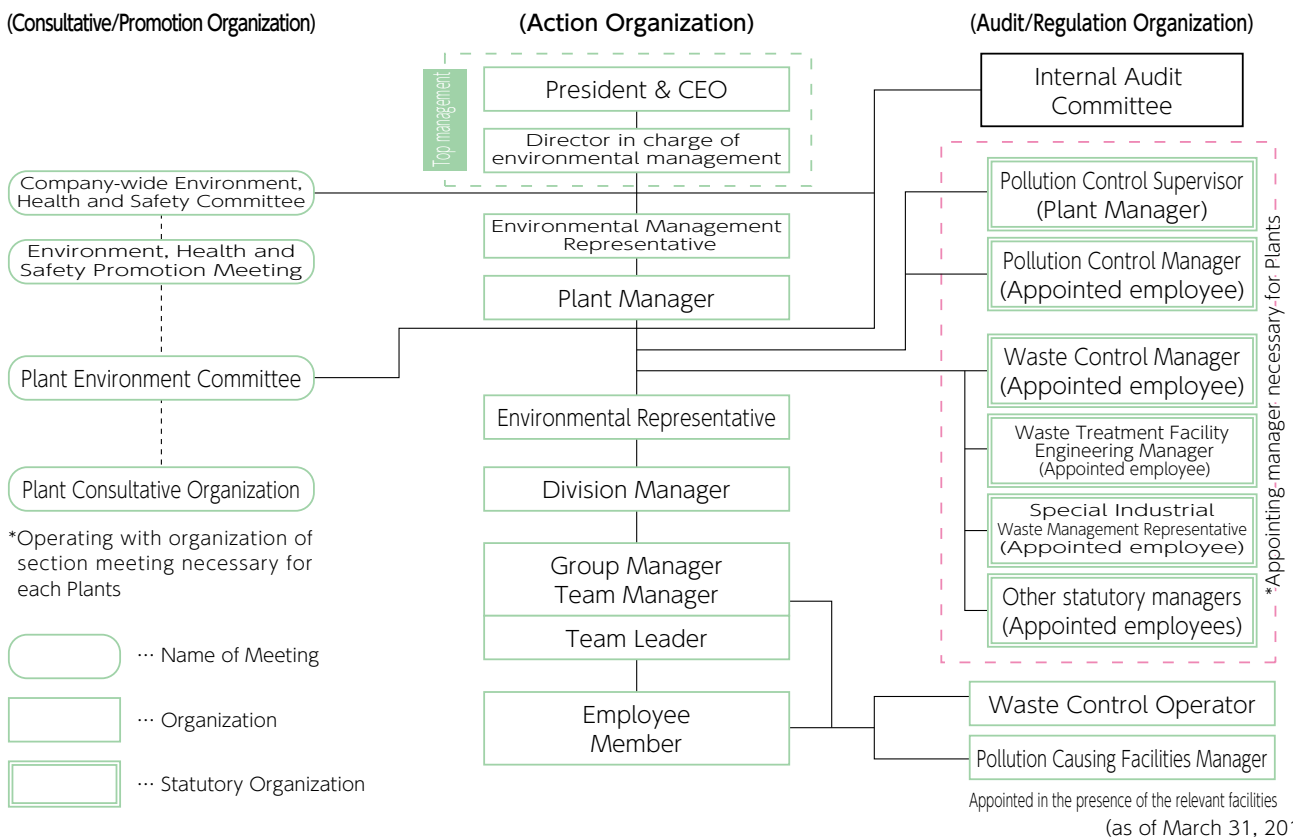 (Consultative/Promotion Organization)
(Action Organization)
(Audit/Regulation Organization)
Top management
President & CEO
Director in charge of
environmental management
Internal Audit
Committee
Company-wide Environment,
Health and Safety Committee
Environment, Health and
Safety Promotion Meeting
Plant Environment Committee
Plant Consultative Organization
*Operating with organization of
section meeting necessary for
each Plants
Environmental Management
Representative
Plant Manager
Environmental Representative
Division Manager
Group Manager
Team Manager
Team Leader
Employee
Member
Pollution Control Supervisor
(Plant Manager)
Pollution Control Manager
(Appointed employee)
Waste Control Manager
(Appointed employee)
Waste Treatment Facility
Engineering Manager
(Appointed employee)
Special Industrial
Waste Management Representative
(Appointed employee)
Other statutory managers
(Appointed employees)
*Appointing manager necessary for Plants
Waste Control Operator
Pollution Causing Facilities Manager
Appointed in the presence of the relevant facilities
(as of March 31, 201
… Name of Meeting
… Organization
… Statutory Organization